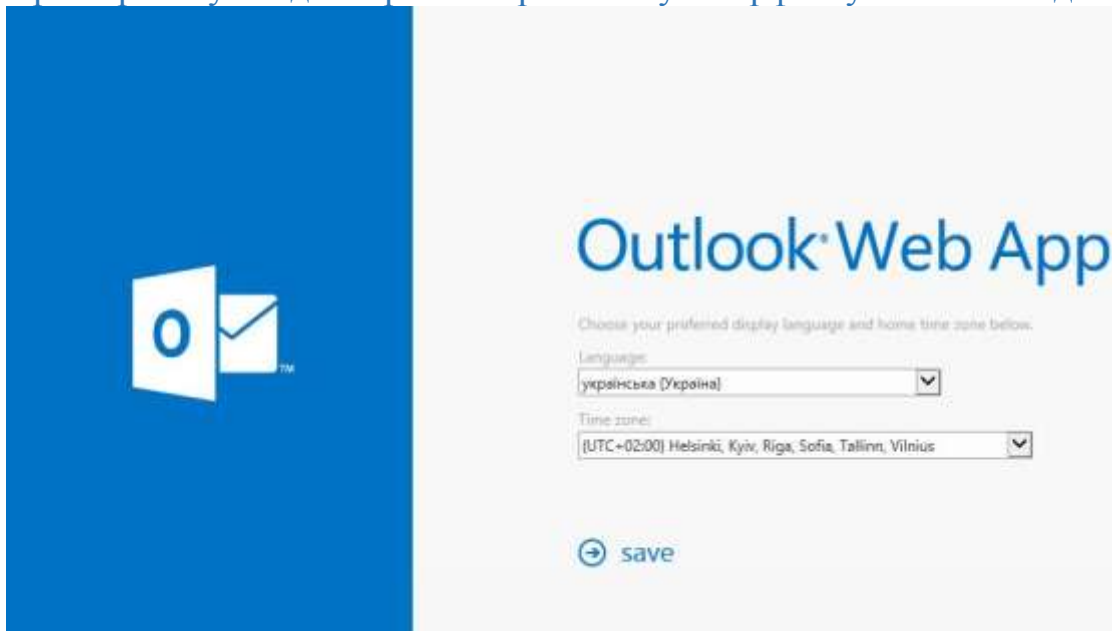 Outlook® Web App
O
TM
Choose your preferred display language and home time zone below.
Language:
українська (Україна)
Time zone:
(UTC+02:00) Helsinki, Kyiv, Riga, Sofia, Tallinn, Vilnius
save